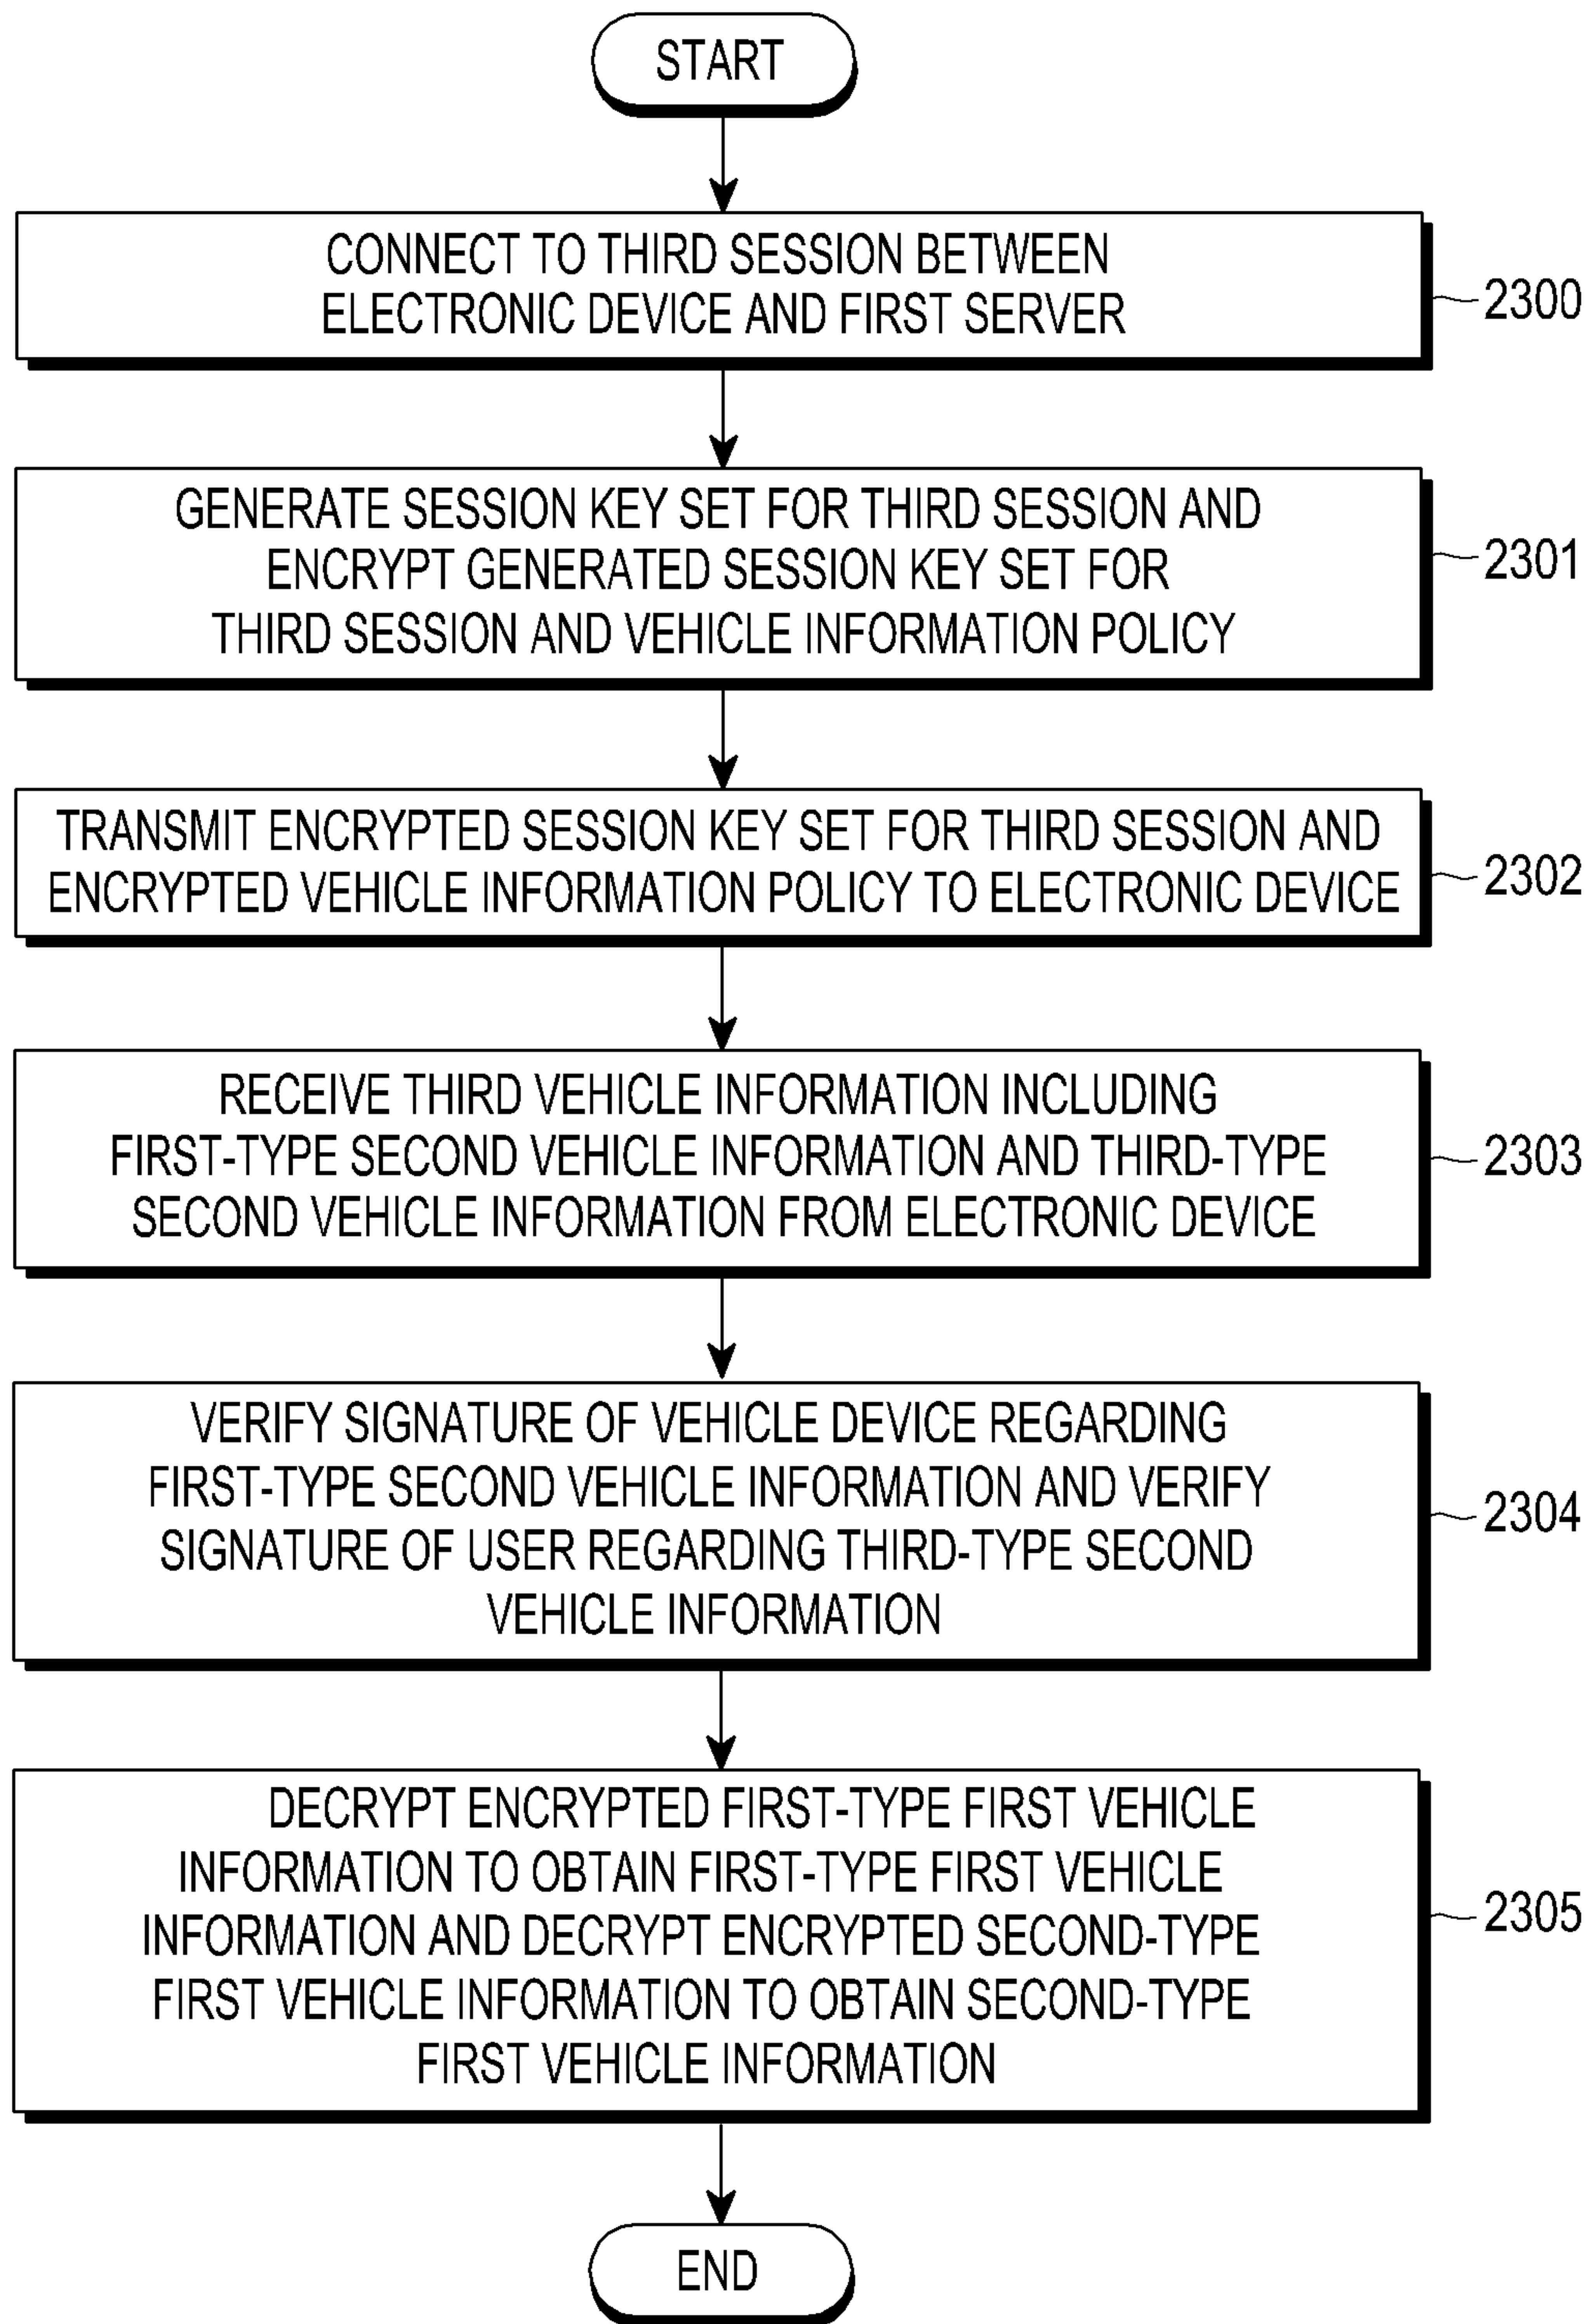 START
CONNECT TO THIRD SESSION BETWEEN
ELECTRONIC DEVICE AND FIRST SERVER
2300
GENERATE SESSION KEY SET FOR THIRD SESSION AND
ENCRYPT GENERATED SESSION KEY SET FOR
THIRD SESSION AND VEHICLE INFORMATION POLICY
2301
TRANSMIT ENCRYPTED SESSION KEY SET FOR THIRD SESSION AND
ENCRYPTED VEHICLE INFORMATION POLICY TO ELECTRONIC DEVICE
2302
RECEIVE THIRD VEHICLE INFORMATION INCLUDING
FIRST-TYPE SECOND VEHICLE INFORMATION AND THIRD-TYPE
SECOND VEHICLE INFORMATION FROM ELECTRONIC DEVICE
2303
VERIFY SIGNATURE OF VEHICLE DEVICE REGARDING
FIRST-TYPE SECOND VEHICLE INFORMATION AND VERIFY
SIGNATURE OF USER REGARDING THIRD-TYPE SECOND
VEHICLE INFORMATION
2304
DECRYPT ENCRYPTED FIRST-TYPE FIRST VEHICLE
INFORMATION TO OBTAIN FIRST-TYPE FIRST VEHICLE
INFORMATION AND DECRYPT ENCRYPTED SECOND-TYPE
FIRST VEHICLE INFORMATION TO OBTAIN SECOND-TYPE
FIRST VEHICLE INFORMATION
2305
END